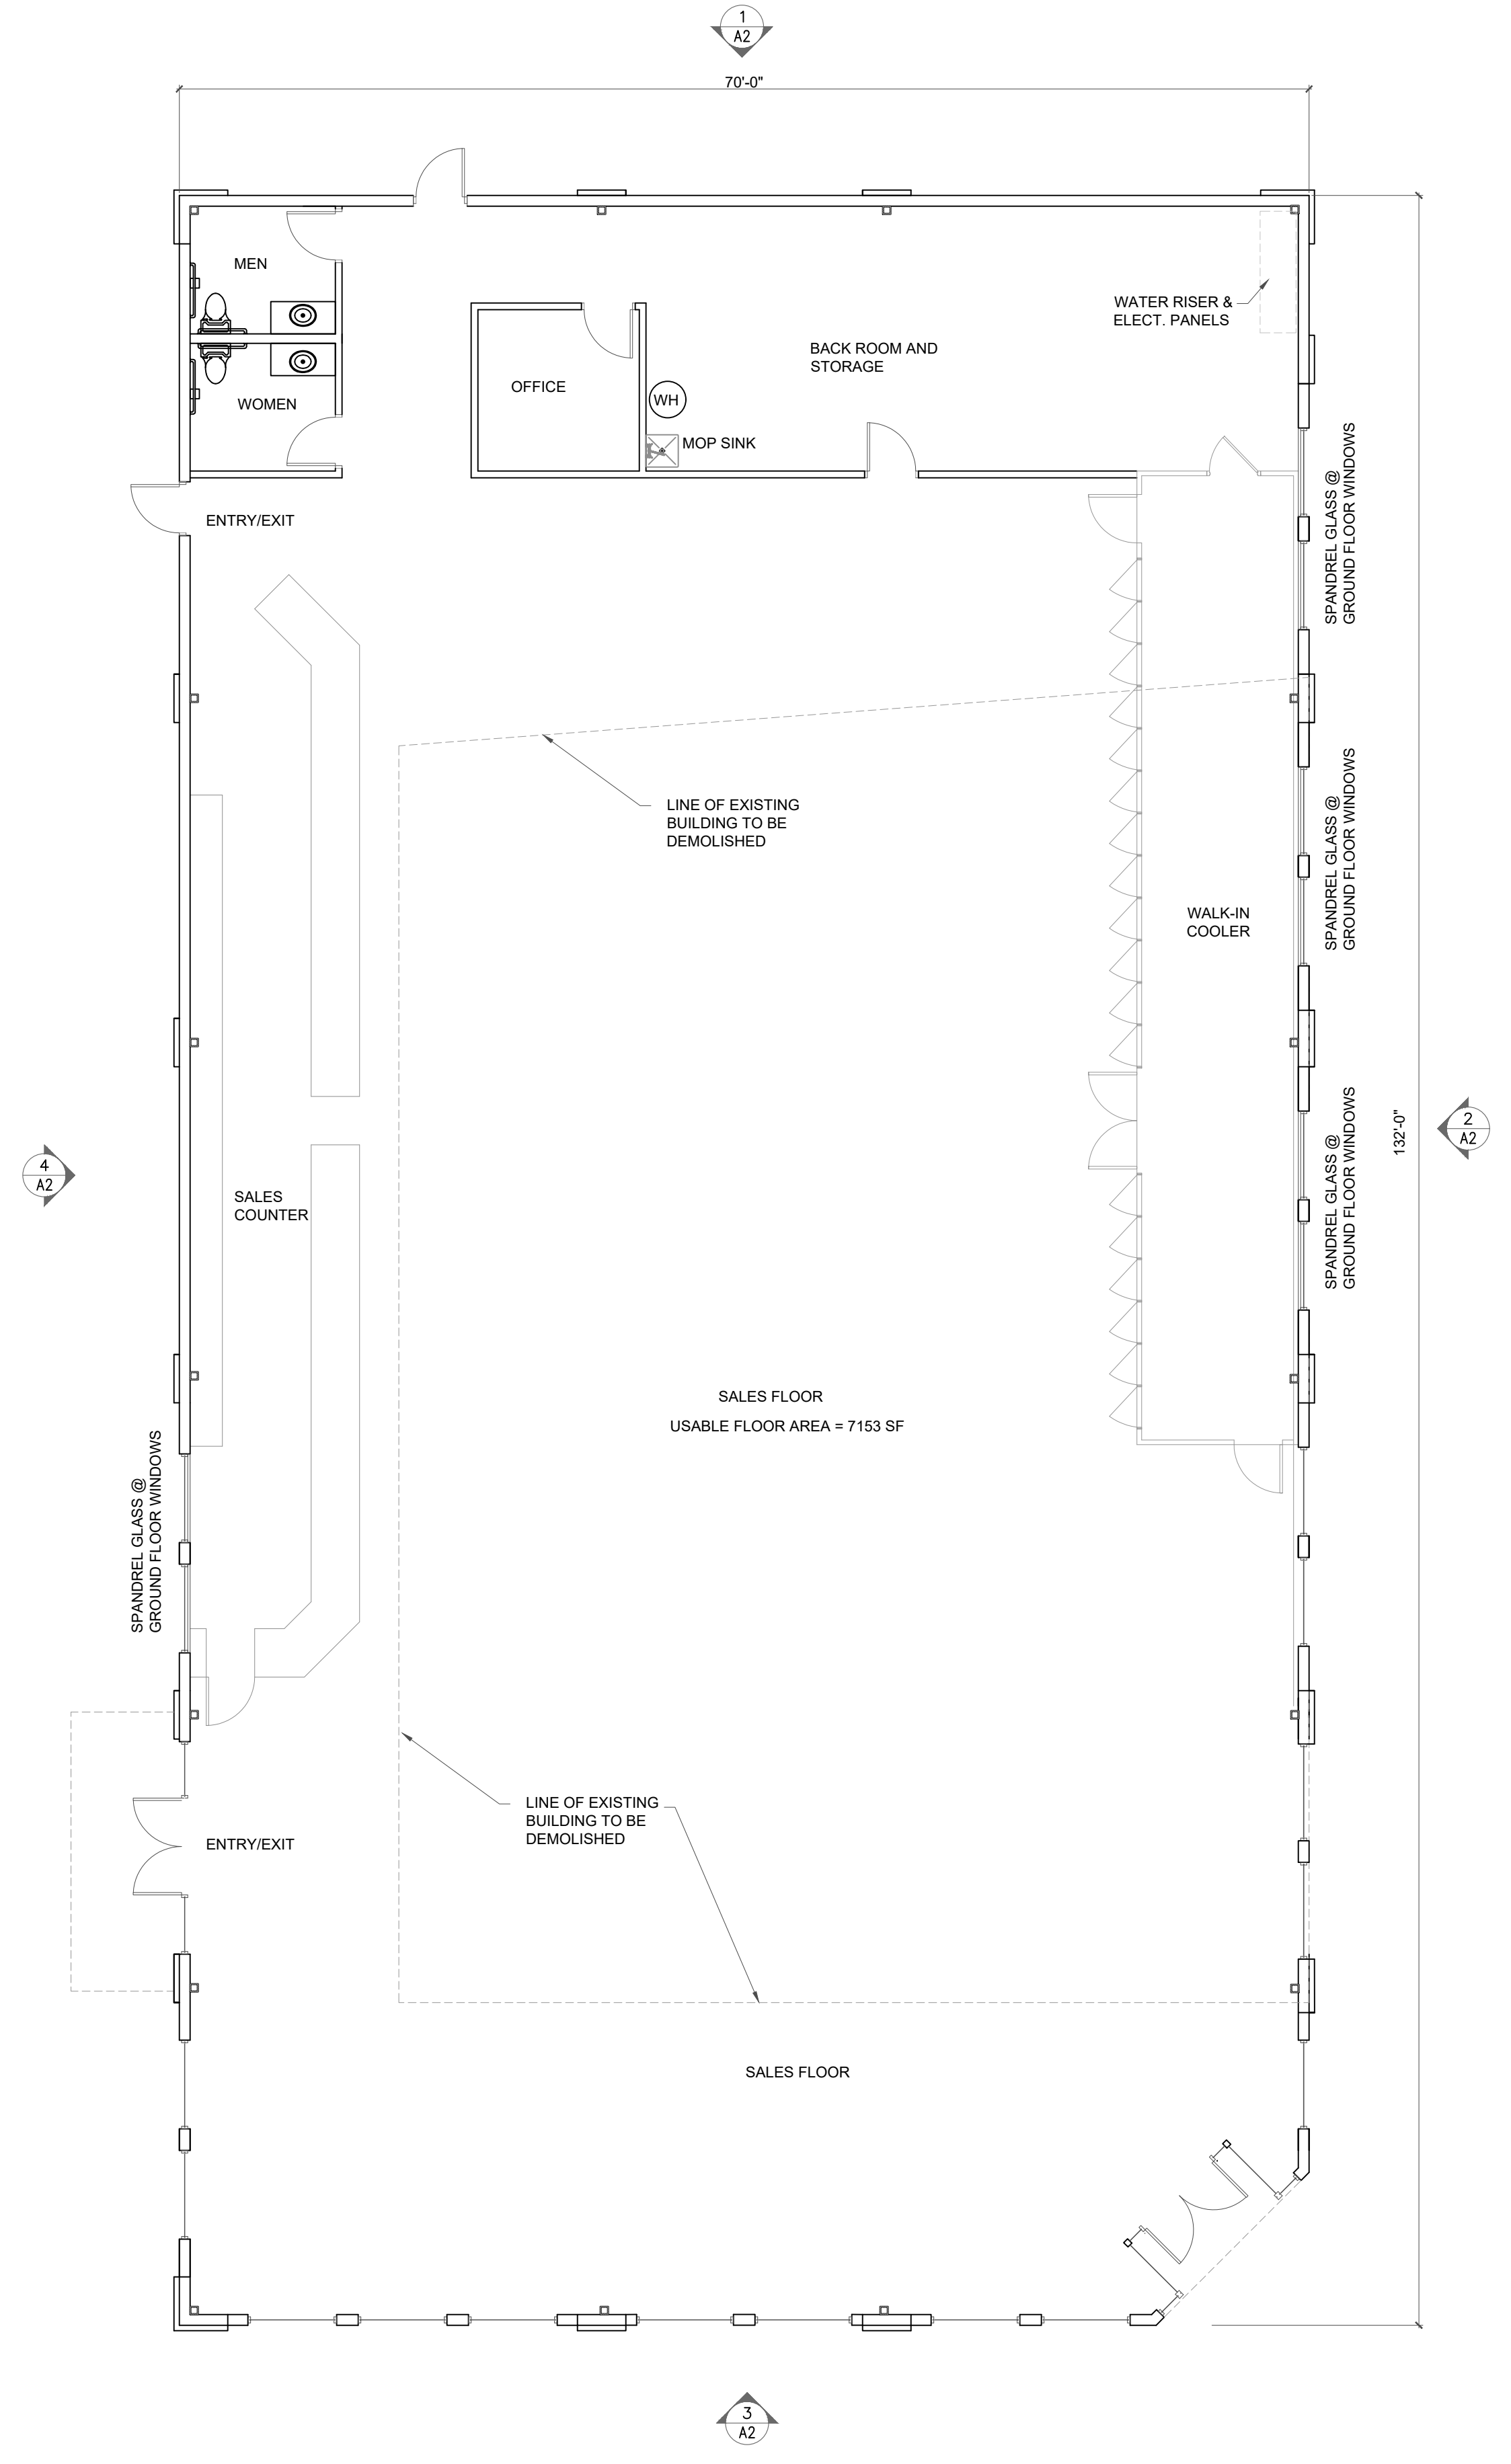 1
A2
70'-0"
MEN
WATER RISER &
ELECT. PANELS
BACK ROOM AND
STORAGE
OFFICE
WH
WOMEN
MOP SINK
SPANDREL GLASS @
GROUND FLOOR WINDOWS
ENTRY/EXIT
LINE OF EXISTING
BUILDING TO BE
DEMOLISHED
SPANDREL GLASS @
GROUND FLOOR WINDOWS
WALK-IN
COOLER
132'-0"
2
A2
4
A2
SALES
COUNTER
SPANDREL GLASS @
GROUND FLOOR WINDOWS
SALES FLOOR
USABLE FLOOR AREA = 7153 SF
SPANDREL GLASS @
GROUND FLOOR WINDOWS
LINE OF EXISTING
BUILDING TO BE
DEMOLISHED
ENTRY/EXIT
SALES FLOOR
3
A2